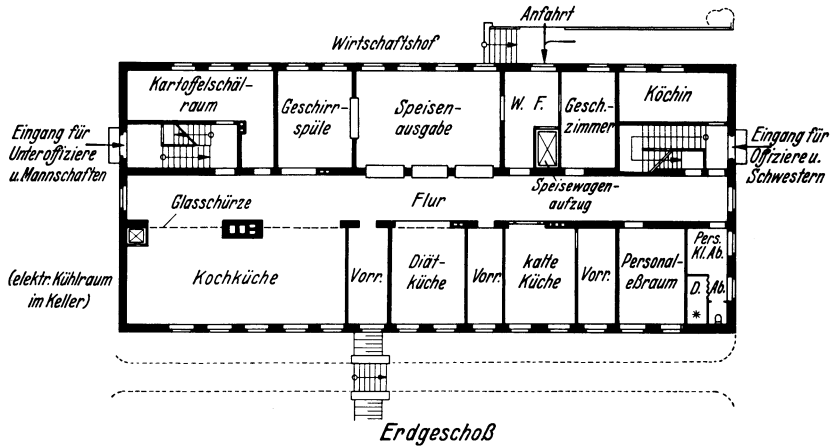 Anfahrt
Wirtschaftshof
Kartoffelschäl-
raum
Geschirr-
spüle
Speisen-
ausgabe
W. F.
Gesch.-
zimmer
Köchin
Eingang für
Unteroffiziere
u. Mannschaften
Eingang für
Offiziere u.
Schwestern
Speisewagen-
aufzug
Glasschürze
Flur
(elektr. Kühlraum
im Keller)
Kochküche
Vorr.
Diät-
küche
Vorr.
kalte
Küche
Vorr.
Personal-
eßraum
Pers.
Kl. Ab.
D.
Ab.
Erdgeschoß